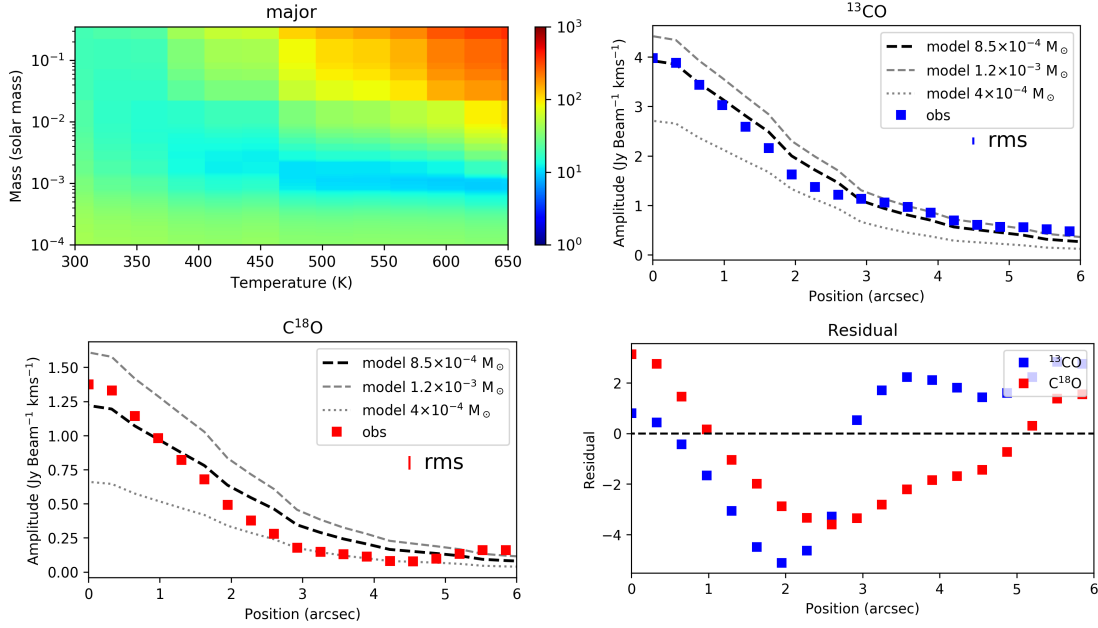 major
Mass (solar mass)
10⁻¹
10⁻²
10⁻³
10⁻⁴
300 350 400 450 500 550 600 650
Temperature (K)
10³
10²
10¹
10⁰
¹³CO
Amplitude (Jy Beam⁻¹ kms⁻¹)
4
3
2
1
0
model 8.5×10⁻⁴ M☉
model 1.2×10⁻³ M☉
model 4×10⁻⁴ M☉
obs
rms
0 1 2 3 4 5 6
Position (arcsec)
C¹⁸O
Amplitude (Jy Beam⁻¹ kms⁻¹)
1.50
1.25
1.00
0.75
0.50
0.25
0.00
model 8.5×10⁻⁴ M☉
model 1.2×10⁻³ M☉
model 4×10⁻⁴ M☉
obs
rms
0 1 2 3 4 5 6
Position (arcsec)
Residual
Residual
2
0
−2
−4
¹³CO
C¹⁸O
0 1 2 3 4 5 6
Position (arcsec)